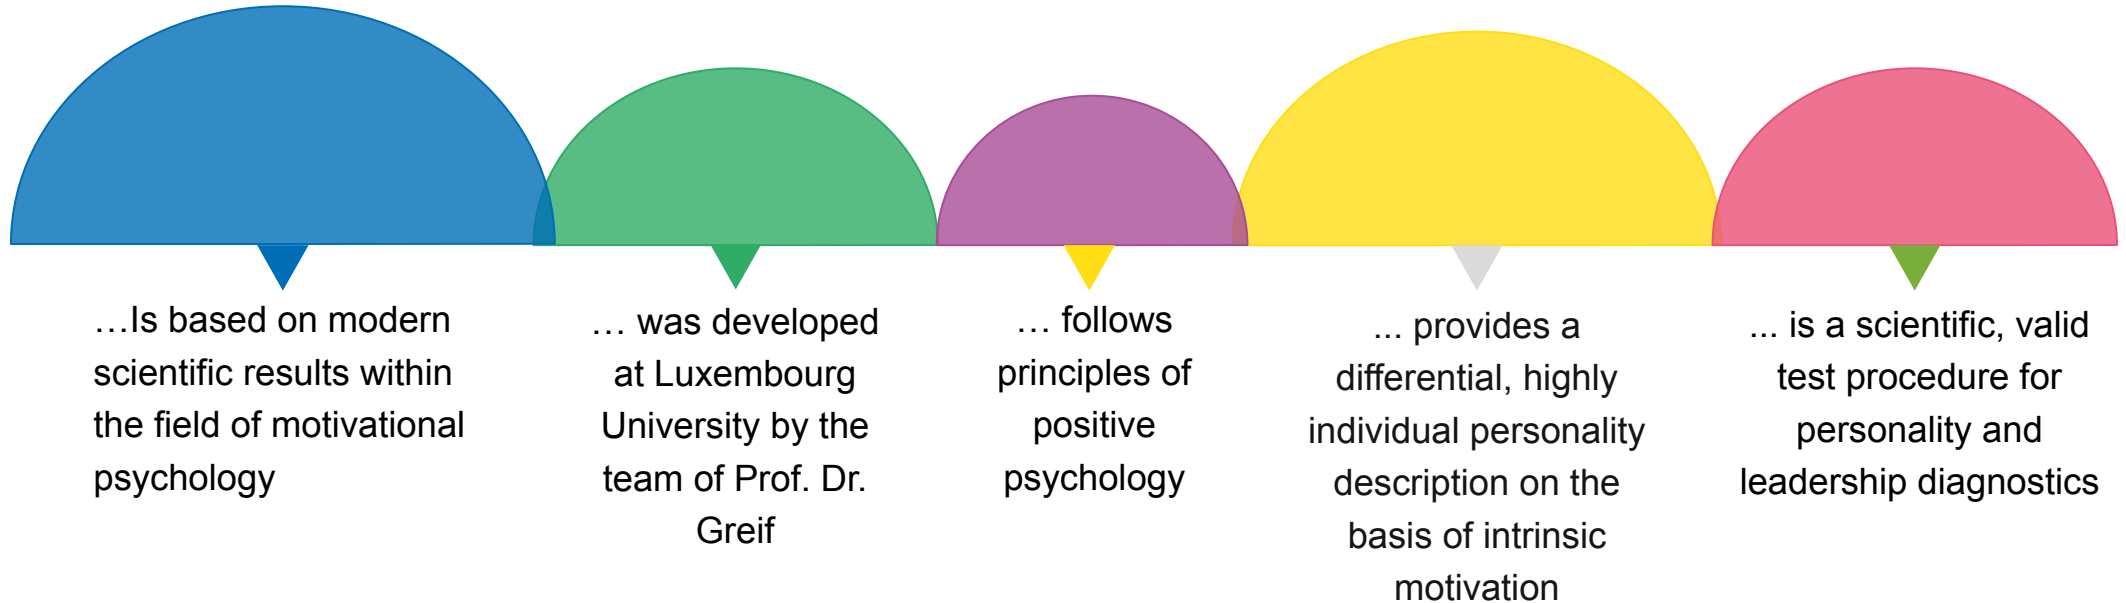 …Is based on modern
scientific results within
the field of motivational
psychology
… was developed
at Luxembourg
University by the
team of Prof. Dr.
Greif
… follows
principles of
positive
psychology
... provides a
differential, highly
individual personality
description on the
basis of intrinsic
motivation
... is a scientific, valid
test procedure for
personality and
leadership diagnostics